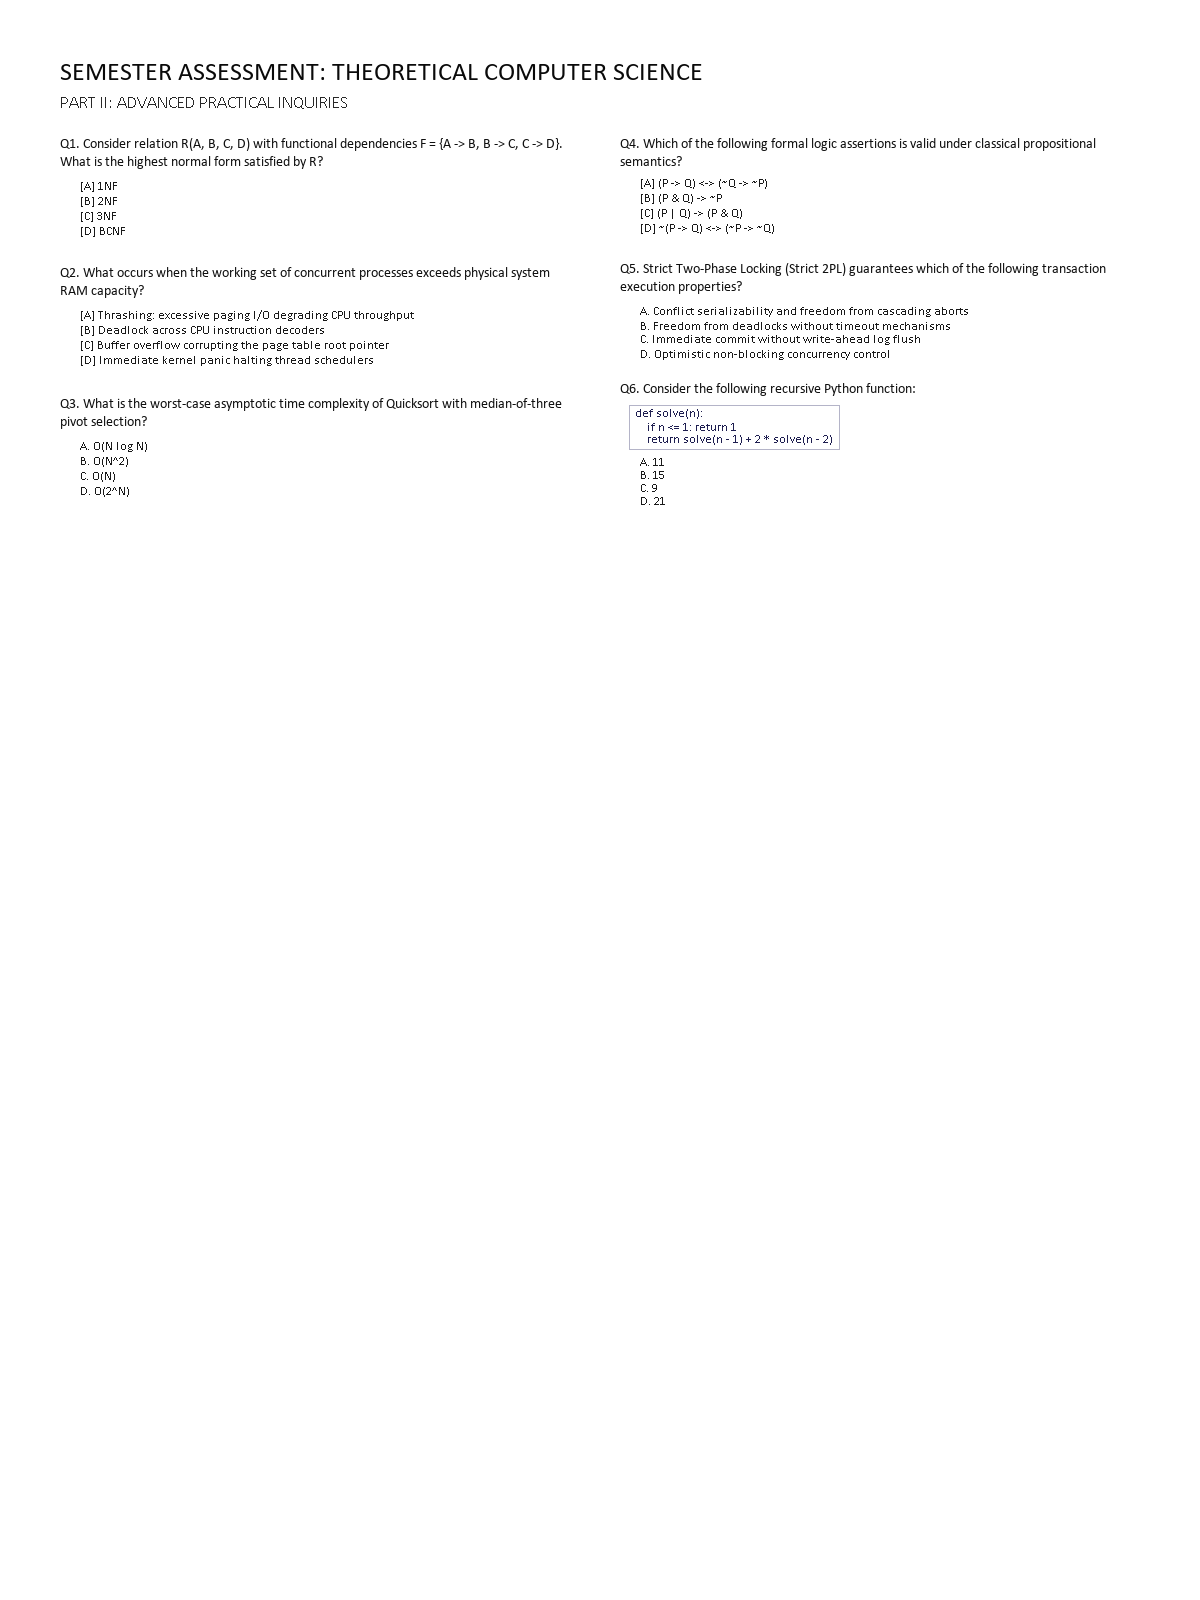 SEMESTER ASSESSMENT: THEORETICAL COMPUTER SCIENCE
PART II: ADVANCED PRACTICAL INQUIRIES
Q1. Consider relation R(A, B, C, D) with functional dependencies F = {A -> B, B -> C, C -> D}.
What is the highest normal form satisfied by R?
[A] 1NF
[B] 2NF
[C] 3NF
[D] BCNF
Q2. What occurs when the working set of concurrent processes exceeds physical system
RAM capacity?
[A] Thrashing: excessive paging I/O degrading CPU throughput
[B] Deadlock across CPU instruction decoders
[C] Buffer overflow corrupting the page table root pointer
[D] Immediate kernel panic halting thread schedulers
Q3. What is the worst-case asymptotic time complexity of Quicksort with median-of-three
pivot selection?
A. O(N log N)
B. O(N^2)
C. O(N)
D. O(2^N)
Q4. Which of the following formal logic assertions is valid under classical propositional
semantics?
[A] (P -> Q) <-> (~Q -> ~P)
[B] (P & Q) -> ~P
[C] (P | Q) -> (P & Q)
[D] ~(P -> Q) <-> (~P -> ~Q)
Q5. Strict Two-Phase Locking (Strict 2PL) guarantees which of the following transaction
execution properties?
A. Conflict serializability and freedom from cascading aborts
B. Freedom from deadlocks without timeout mechanisms
C. Immediate commit without write-ahead log flush
D. Optimistic non-blocking concurrency control
Q6. Consider the following recursive Python function:
def solve(n):
if n <= 1: return 1
return solve(n - 1) + 2 * solve(n - 2)
A. 11
B. 15
C. 9
D. 21